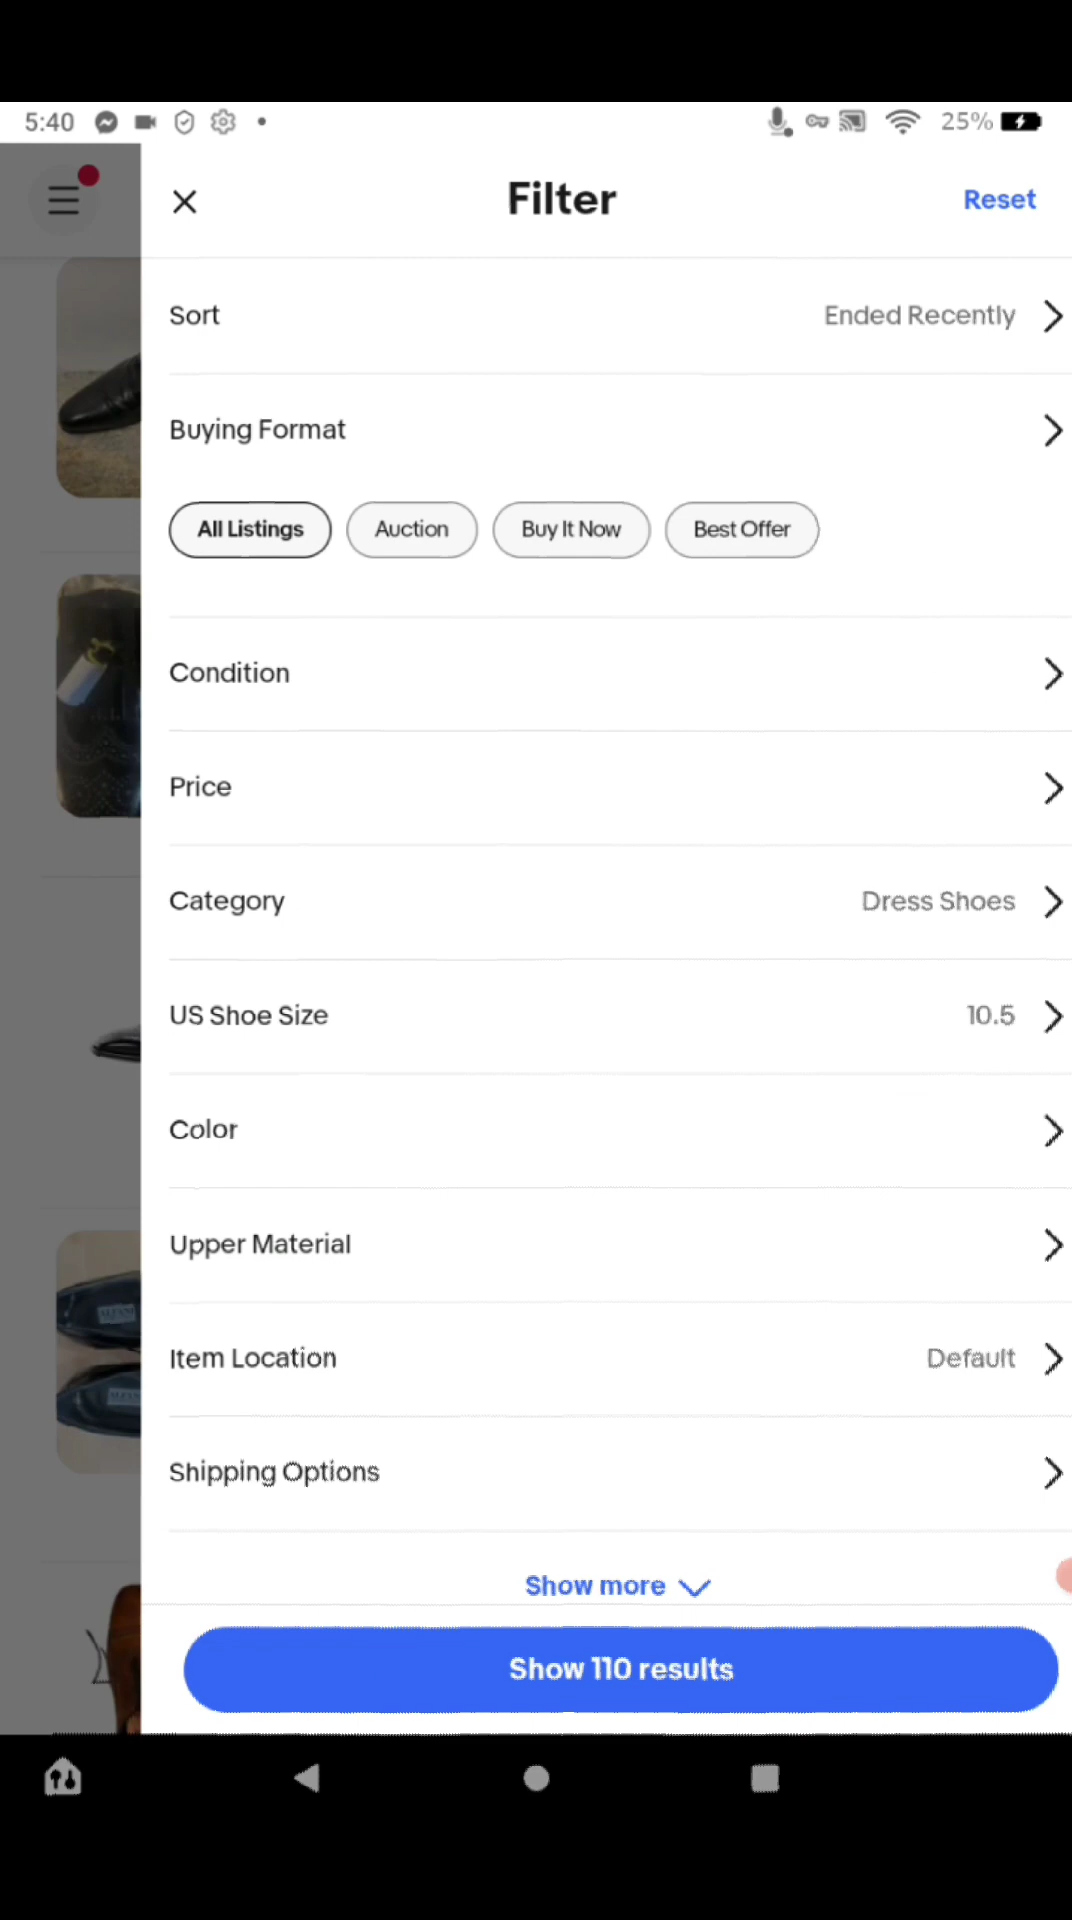 5:40
25%
Filter
Reset
Sort
Ended Recently
Buying Format
All Listings
Auction
Buy It Now
Best Offer
Condition
Price
Category
Dress Shoes
US Shoe Size
10.5
Color
Upper Material
Item Location
Default
Shipping Options
Show more
Show 110 results